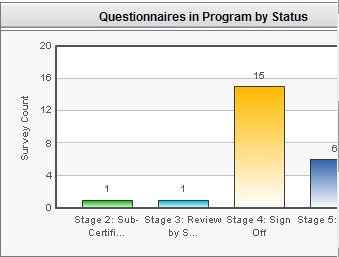 Questionnaires in Program by Status
Survey Count
20
16
12
8
4
0
1
1
15
6
Stage 2: Sub-
Certifi...
Stage 3: Review
by S...
Stage 4: Sign
Off
Stage 5: